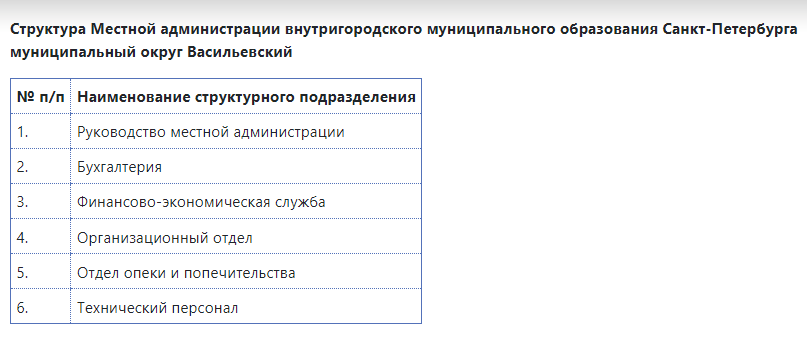 Структура Местной администрации внутригородского муниципального образования Санкт-Петербурга
муниципальный округ Васильевский
№ п/п Наименование структурного подразделения
1. Руководство местной администрации
2. Бухгалтерия
3. Финансово-экономическая служба
4. Организационный отдел
5. Отдел опеки и попечительства
6. Технический персонал